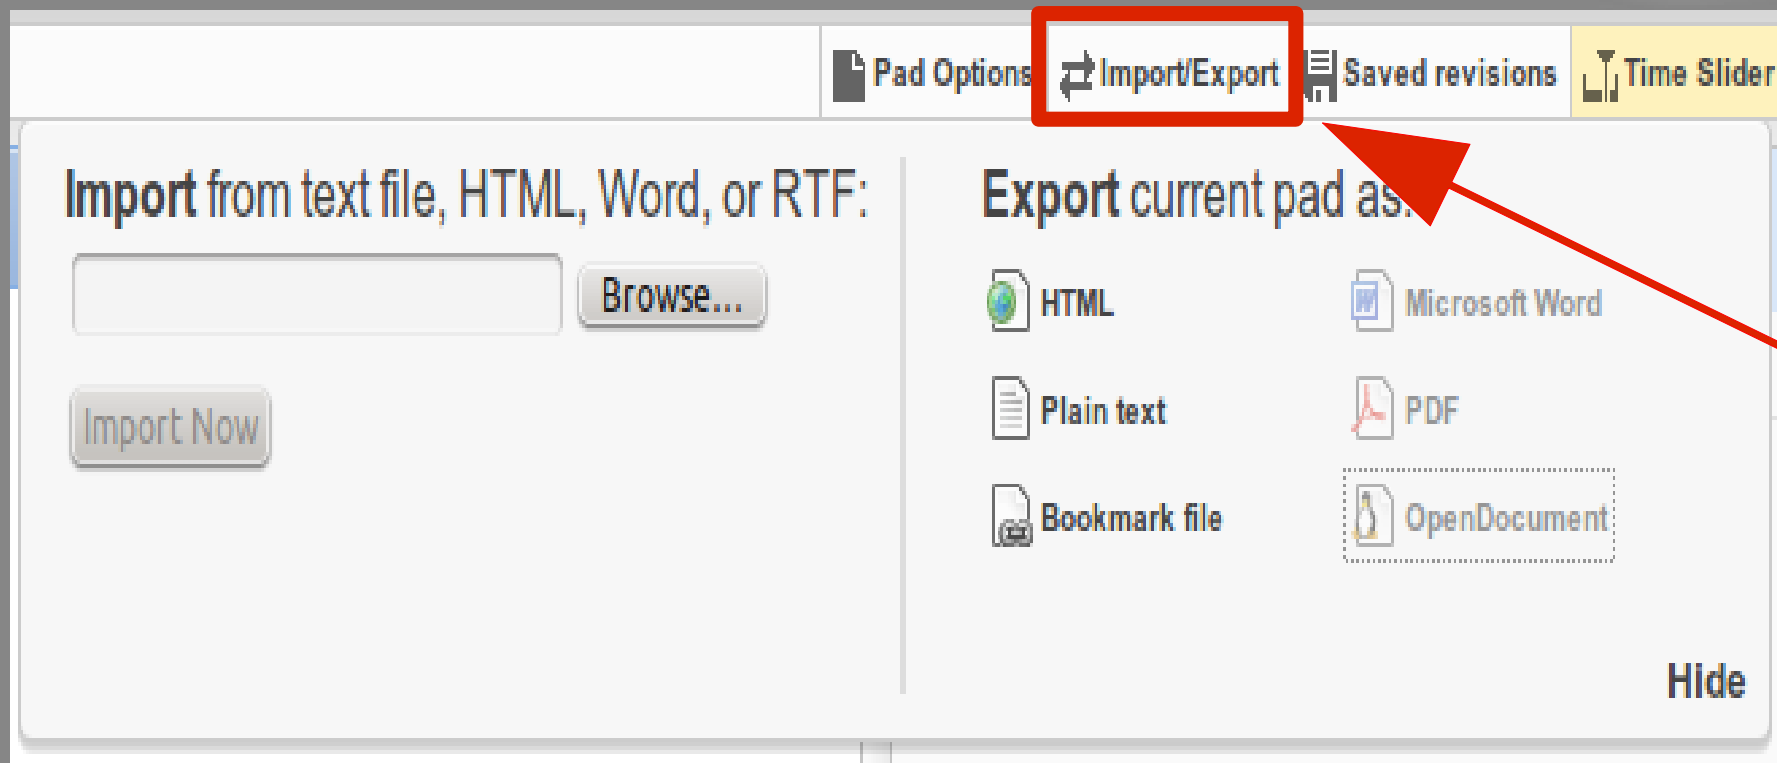 Pad Options Import/Export Saved revisions Time Slider
Import from text file, HTML, Word, or RTF:
Browse...
Import Now
Export current pad as:
HTML
Microsoft Word
Plain text
PDF
Bookmark file
OpenDocument
Hide